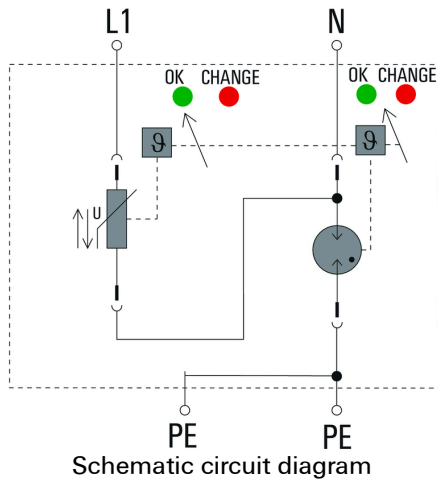 L1 N
OK CHANGE OK CHANGE
ϑ ϑ
U
PE PE
Schematic circuit diagram